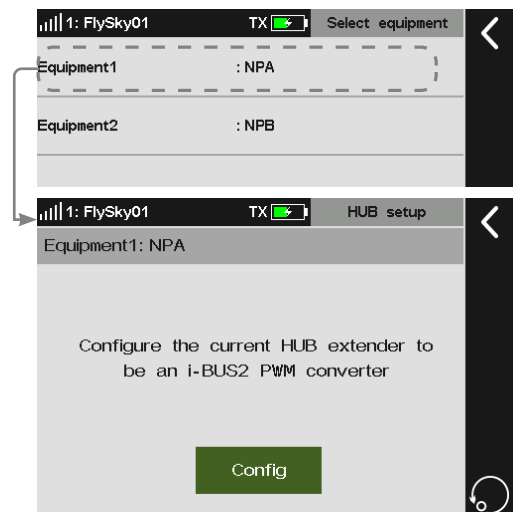 1: FlySky01 TX Select equipment
Equipment1 : NPA
Equipment2 : NPB
1: FlySky01 TX HUB setup
Equipment1: NPA
Configure the current HUB extender to
be an i-BUS2 PWM converter
Config